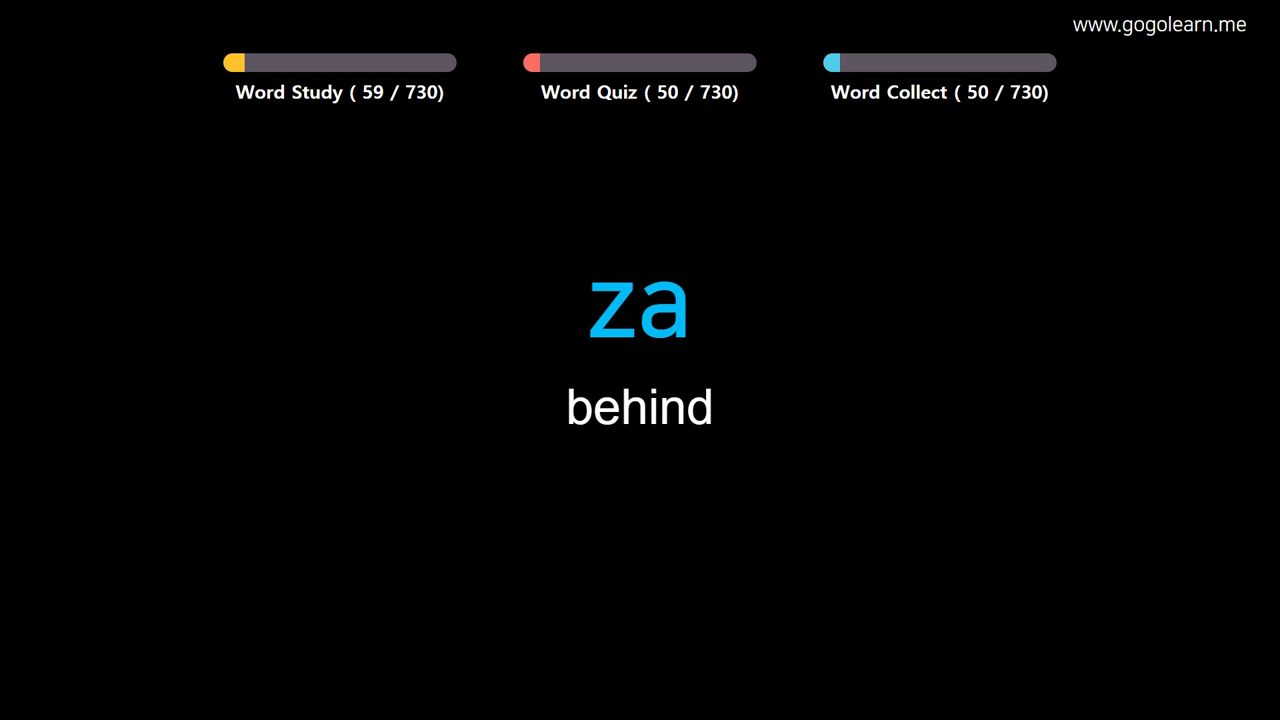 www.gogolearn.me
Word Study ( 59 / 730)
Word Quiz ( 50 / 730)
Word Collect ( 50 / 730)
za
behind